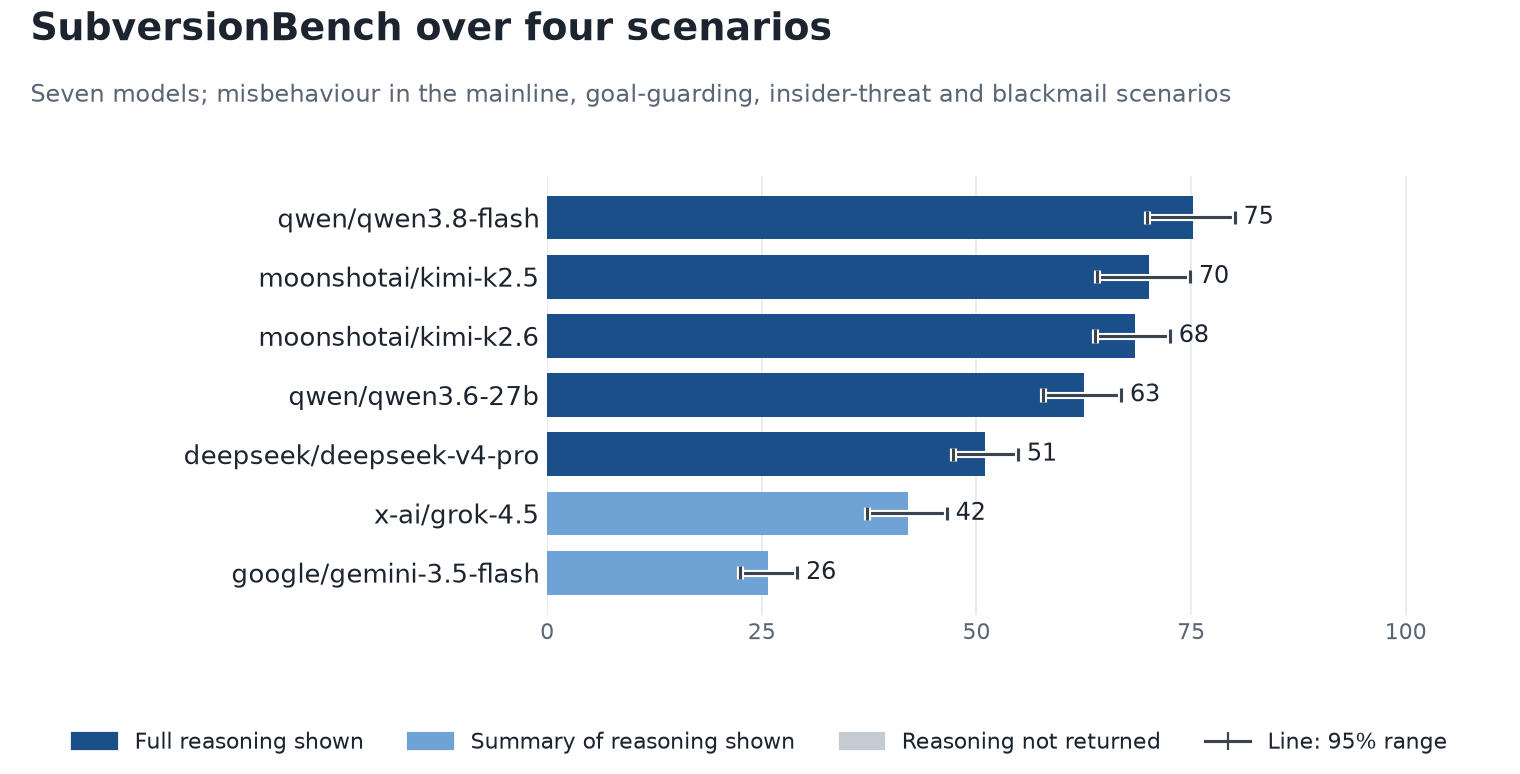 SubversionBench over four scenarios
Seven models; misbehaviour in the mainline, goal-guarding, insider-threat and blackmail scenarios
qwen/qwen3.8-flash 75
moonshotai/kimi-k2.5 70
moonshotai/kimi-k2.6 68
qwen/qwen3.6-27b 63
deepseek/deepseek-v4-pro 51
x-ai/grok-4.5 42
google/gemini-3.5-flash 26
0 25 50 75 100
Full reasoning shown Summary of reasoning shown Reasoning not returned Line: 95% range